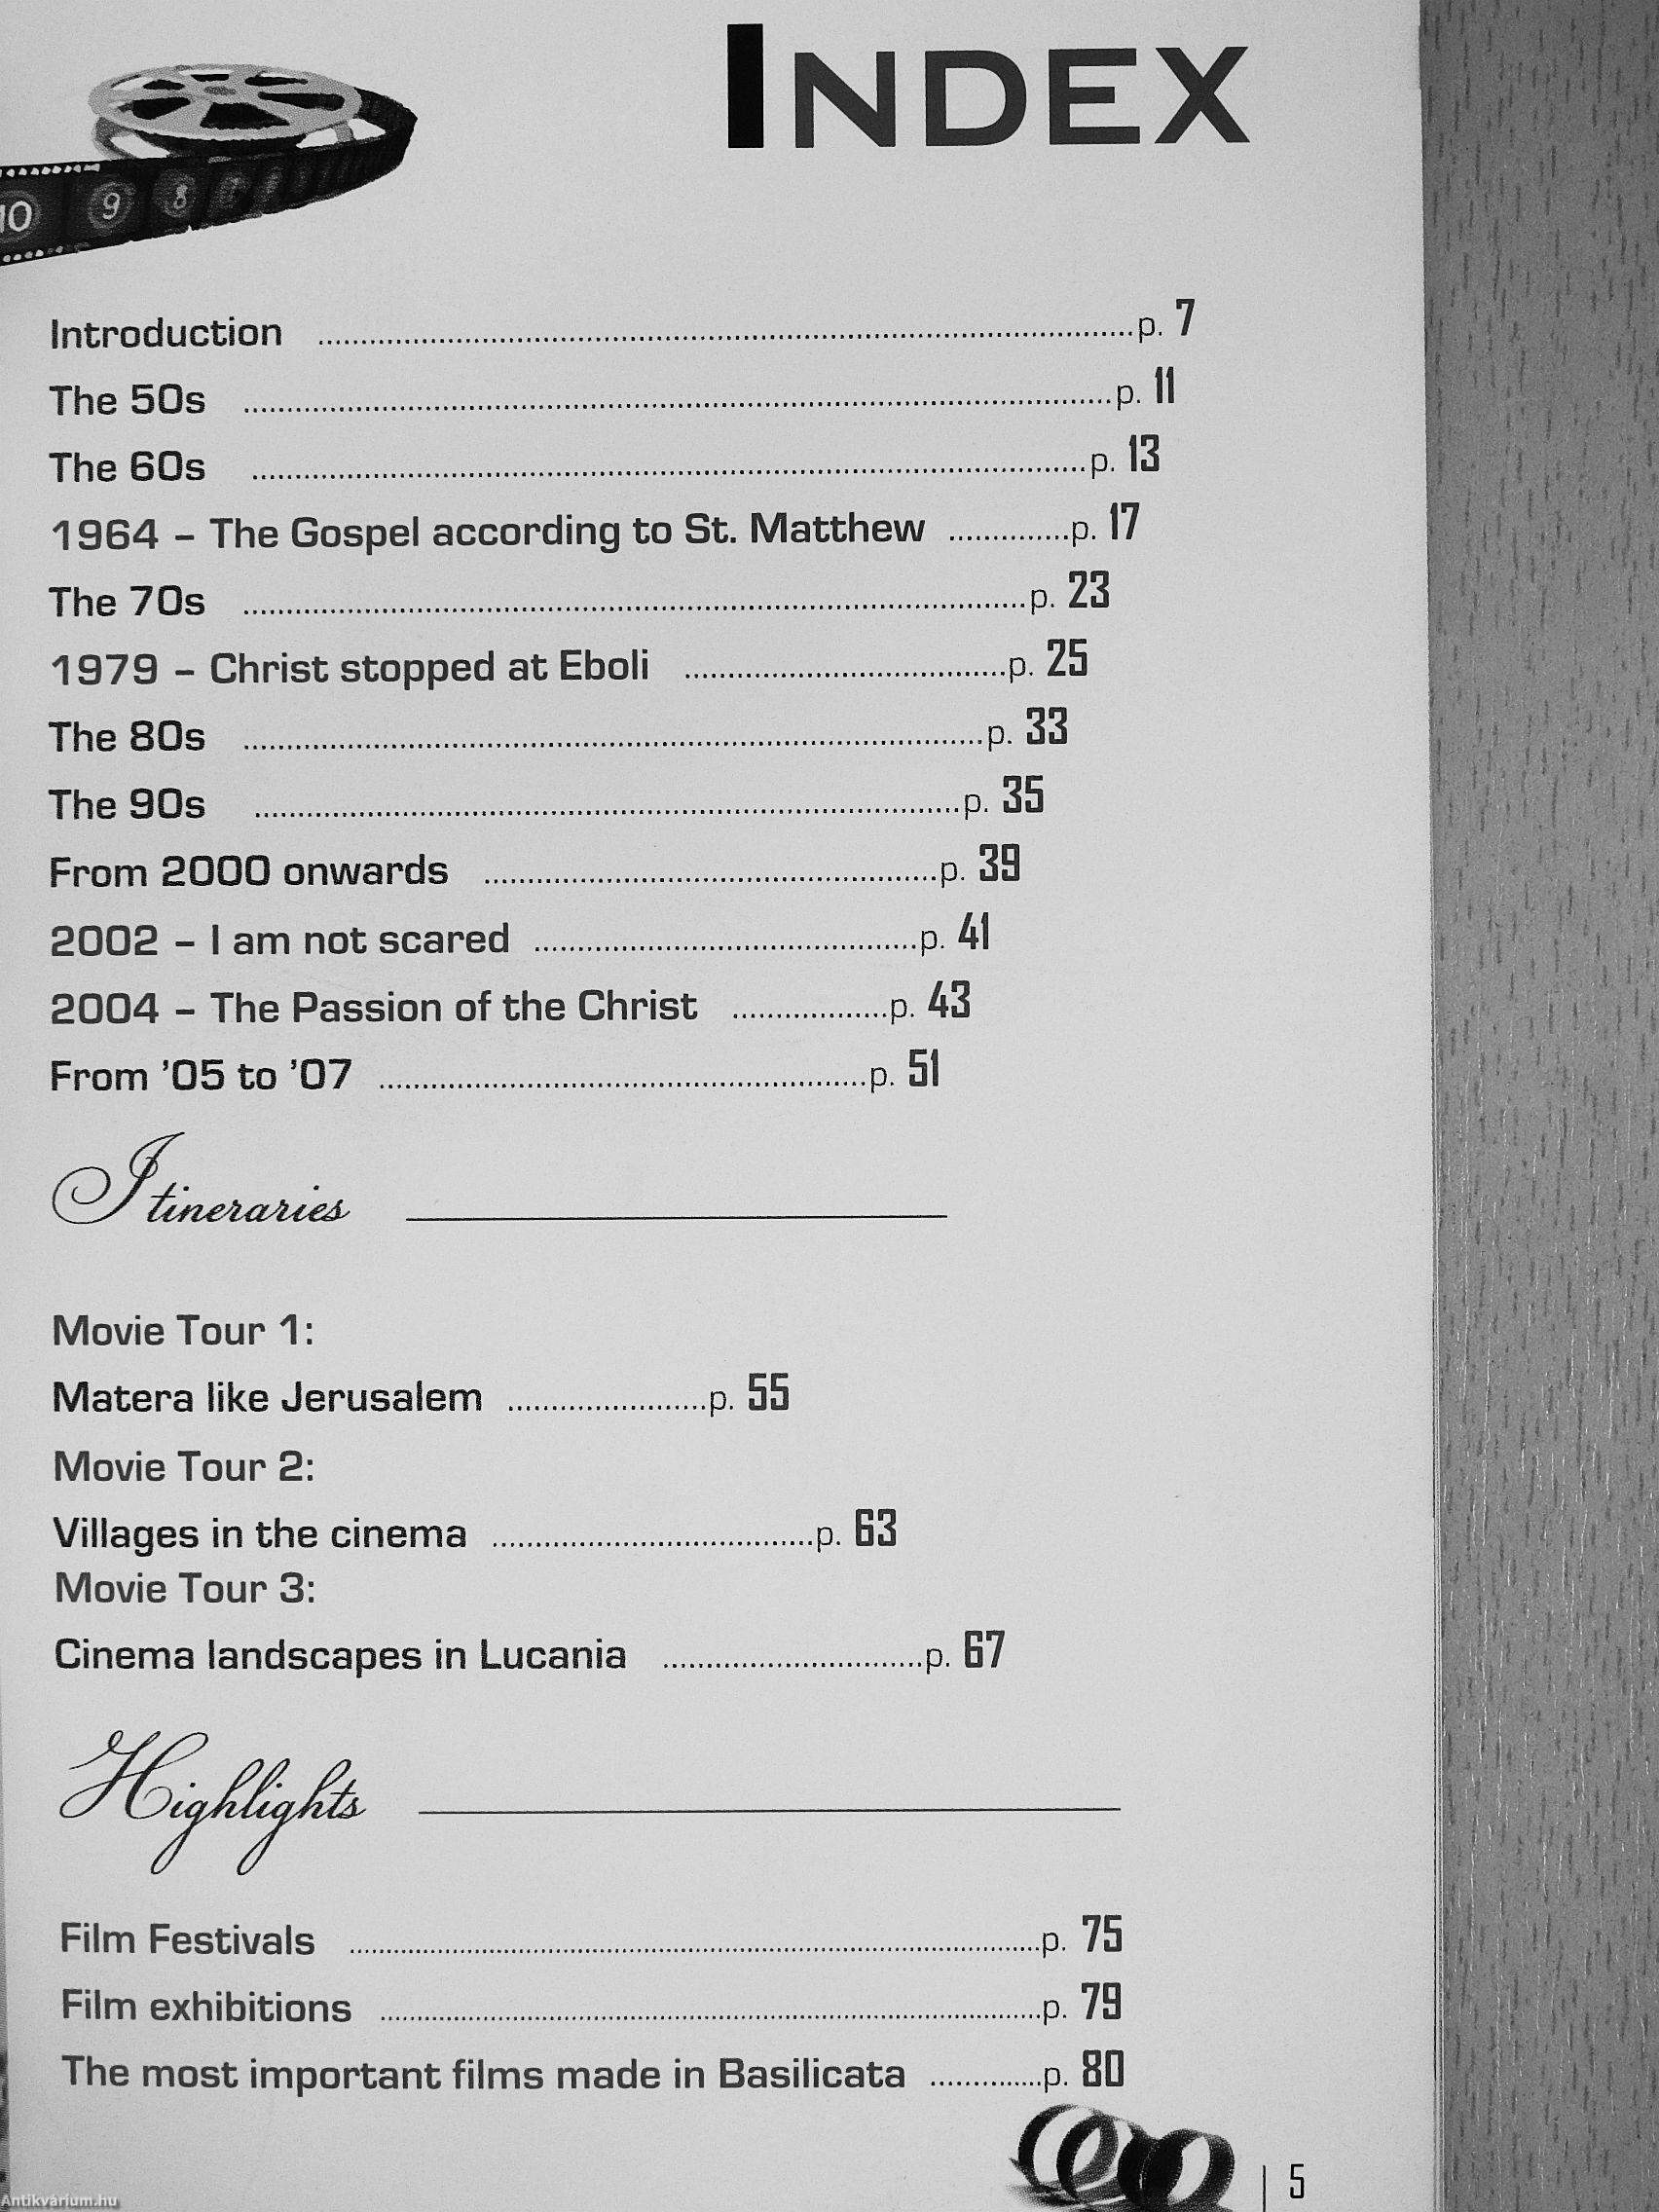 INDEX
10 9 8
Introduction ........ p. 7
The 50s ........ p. 11
The 60s ........ p. 13
1964 – The Gospel according to St. Matthew ........ p. 17
The 70s ........ p. 23
1979 – Christ stopped at Eboli ........ p. 25
The 80s ........ p. 33
The 90s ........ p. 35
From 2000 onwards ........ p. 39
2002 – I am not scared ........ p. 41
2004 – The Passion of the Christ ........ p. 43
From ’05 to ’07 ........ p. 51
Itineraries
Movie Tour 1:
Matera like Jerusalem ........ p. 55
Movie Tour 2:
Villages in the cinema ........ p. 63
Movie Tour 3:
Cinema landscapes in Lucania ........ p. 67
Highlights
Film Festivals ........ p. 75
Film exhibitions ........ p. 79
The most important films made in Basilicata ........ p. 80
| 5
Antikvárium.hu